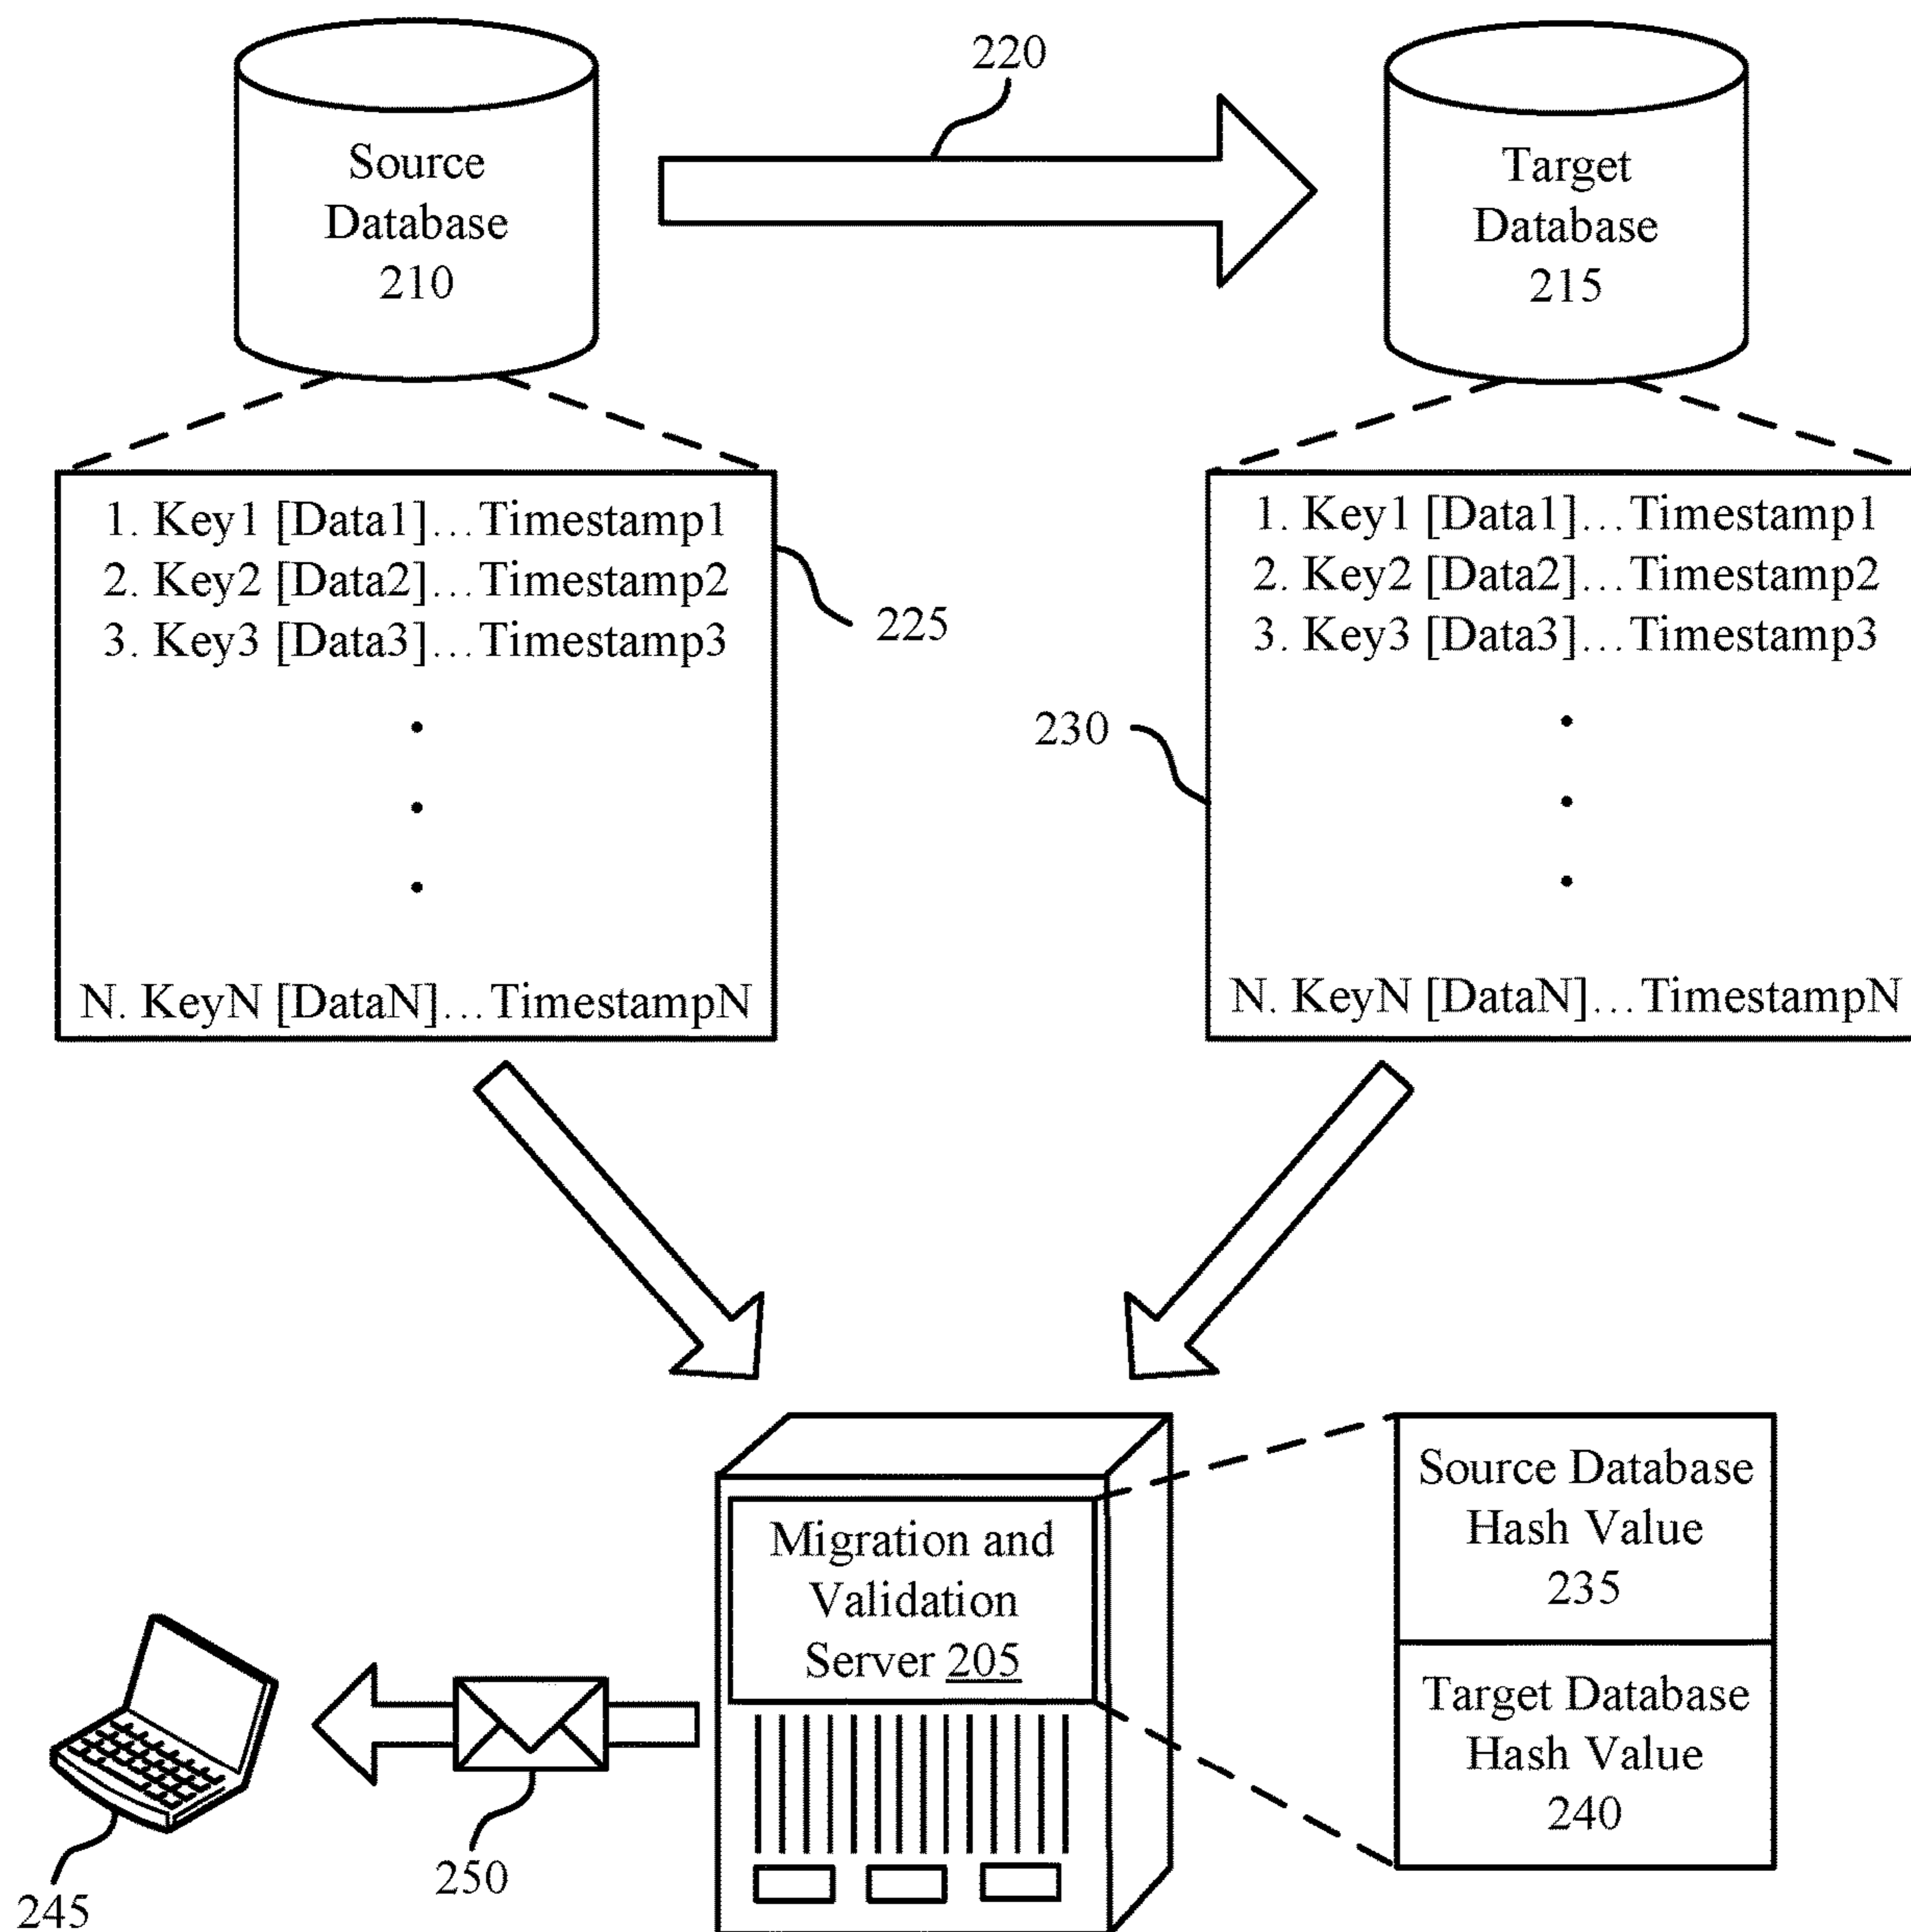 220
Source
Database
210
Target
Database
215
1. Key1 [Data1]...Timestamp1
2. Key2 [Data2]...Timestamp2
3. Key3 [Data3]...Timestamp3
.
.
.
N. KeyN [DataN]...TimestampN
225
1. Key1 [Data1]...Timestamp1
2. Key2 [Data2]...Timestamp2
3. Key3 [Data3]...Timestamp3
.
.
.
N. KeyN [DataN]...TimestampN
230
Migration and
Validation
Server 205
Source Database
Hash Value
235
Target Database
Hash Value
240
245
250